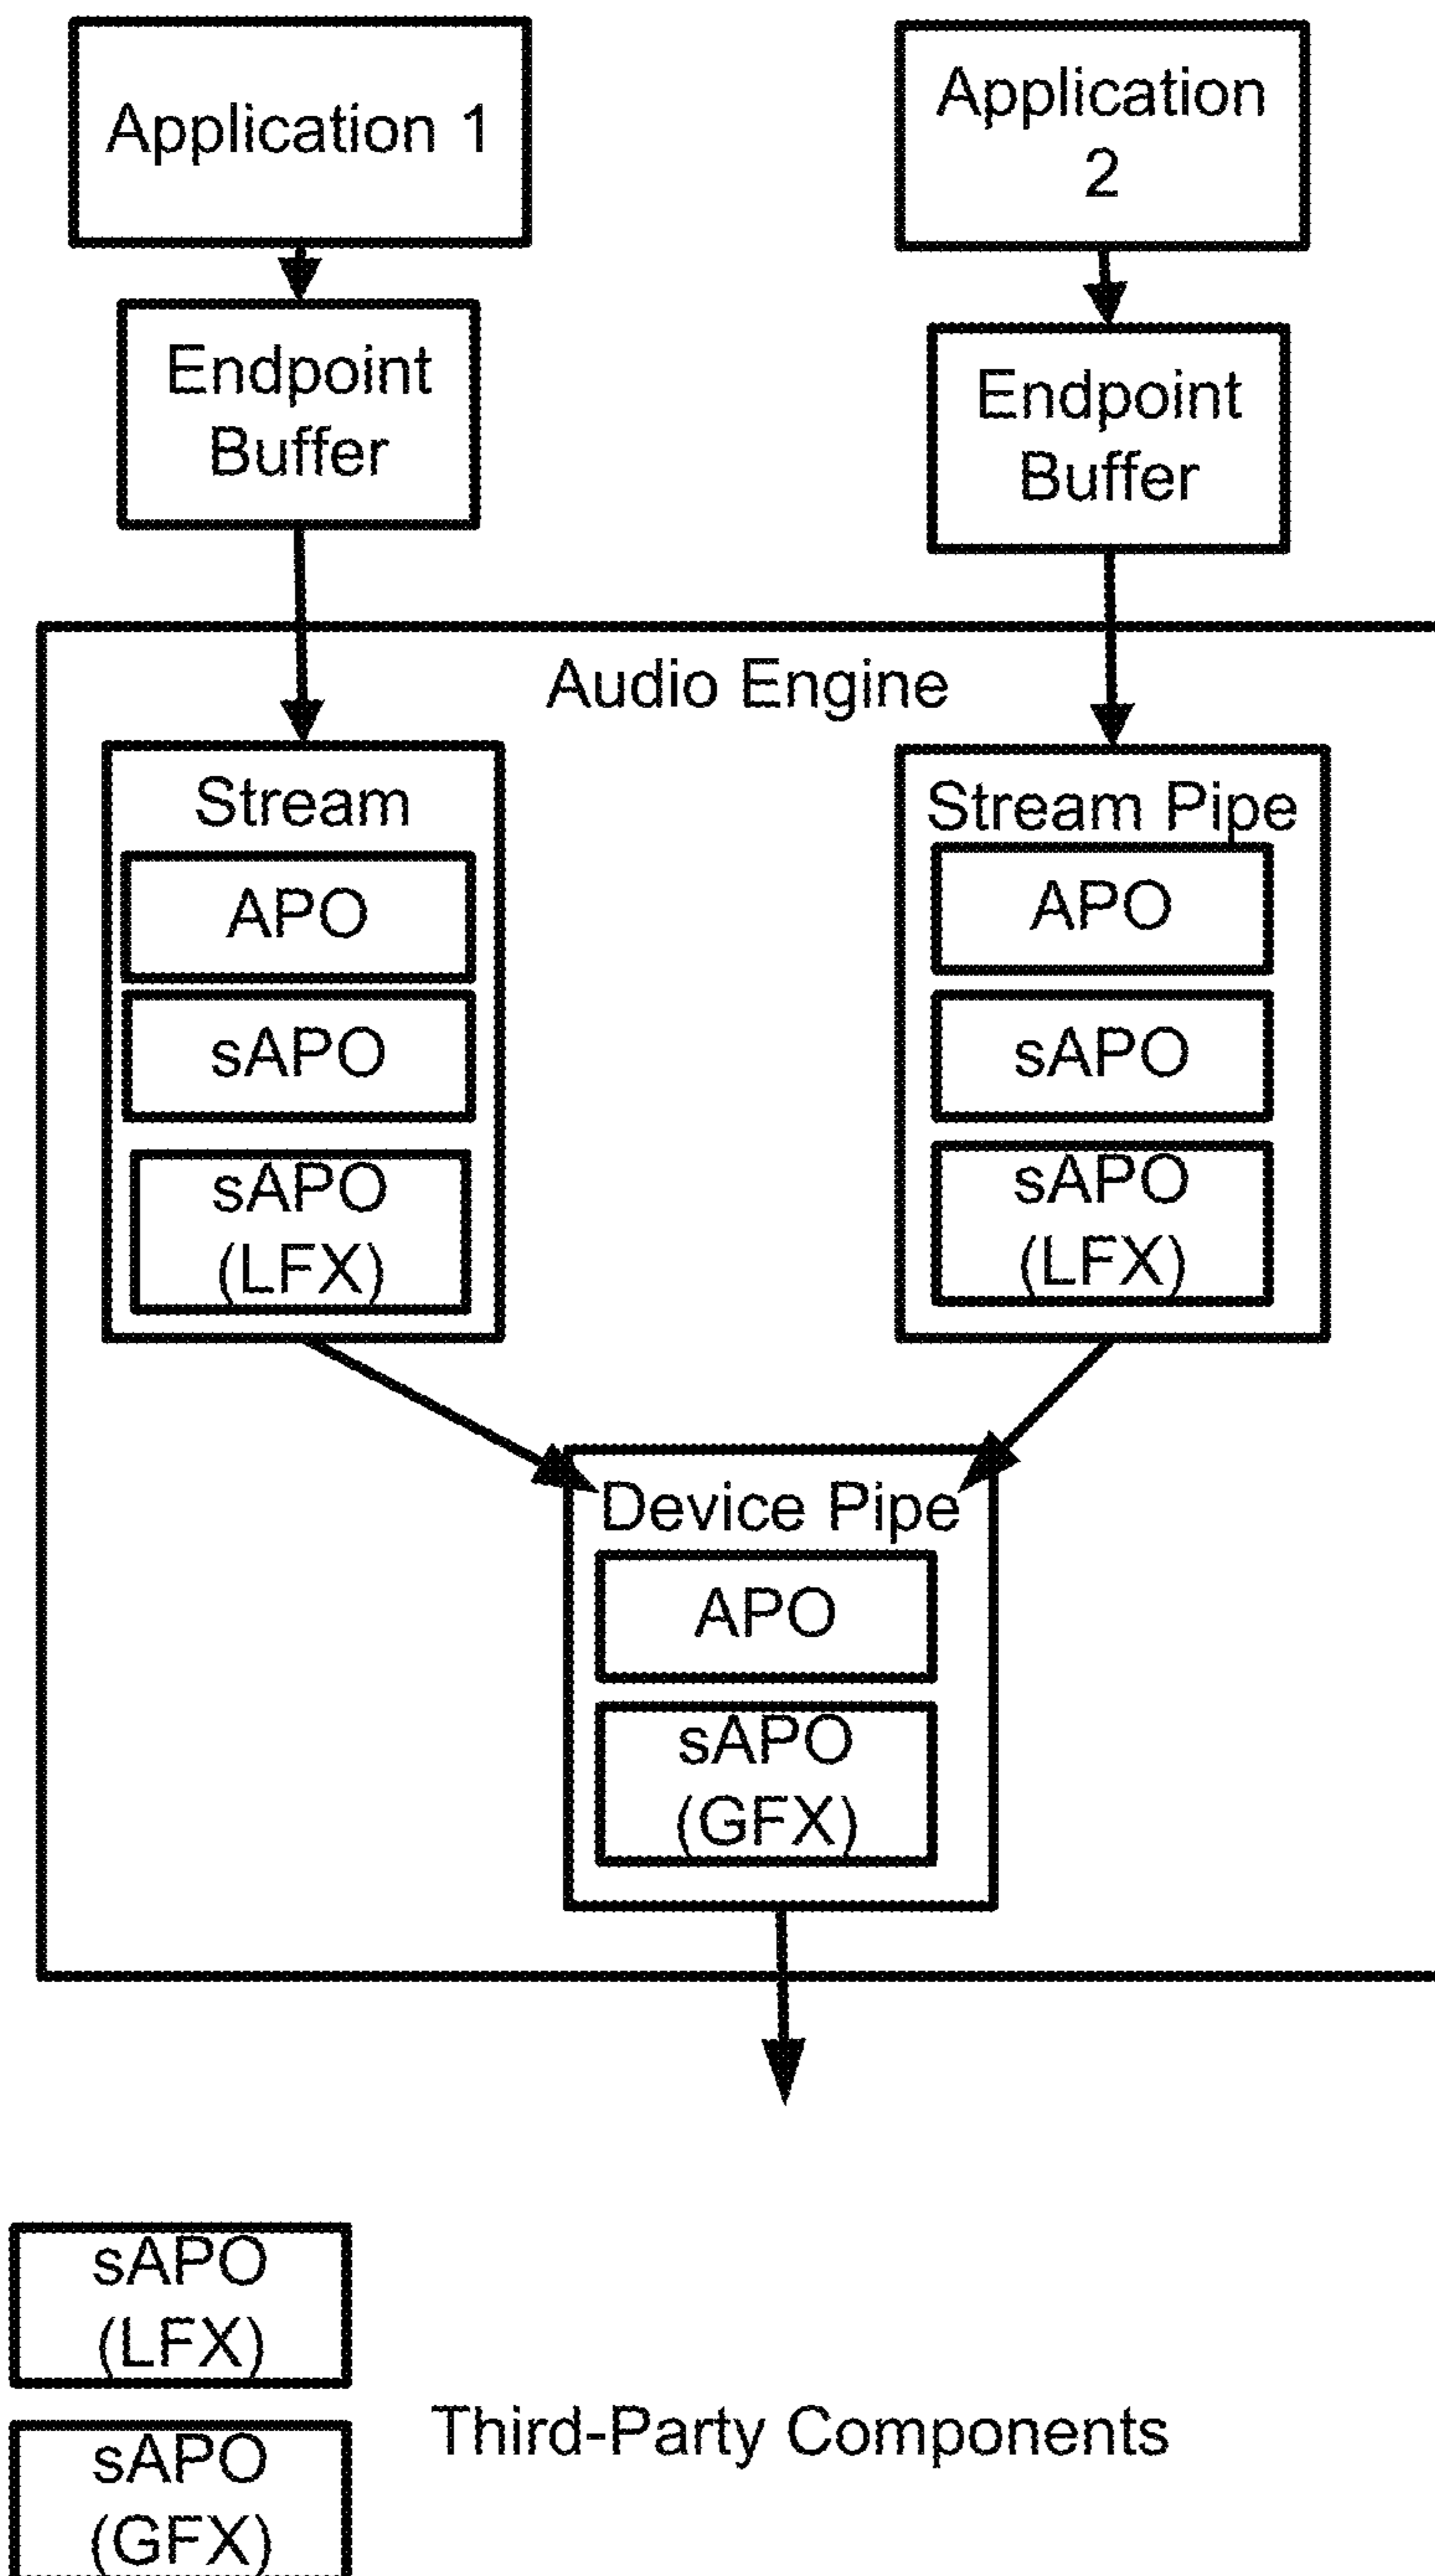 Application 1
Application
2
Endpoint
Buffer
Endpoint
Buffer
Audio Engine
Stream
APO
sAPO
sAPO
(LFX)
Stream Pipe
APO
sAPO
sAPO
(LFX)
Device Pipe
APO
sAPO
(GFX)
sAPO
(LFX)
sAPO
(GFX)
Third-Party Components